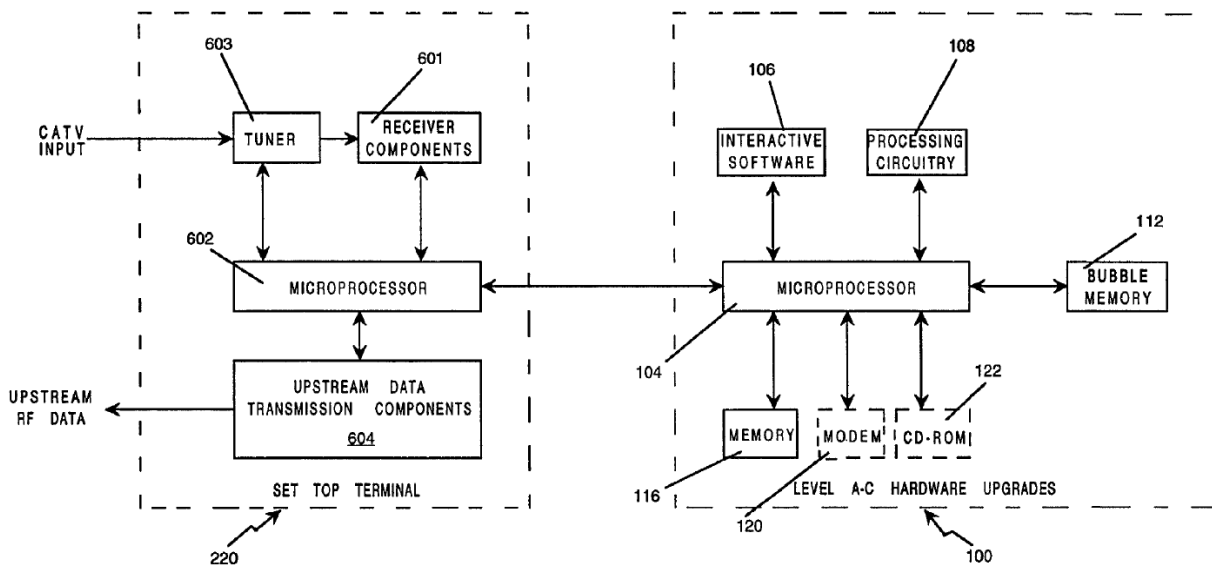 603
601
106
108
CATV
INPUT
TUNER
RECEIVER
COMPONENTS
INTERACTIVE
SOFTWARE
PROCESSING
CIRCUITRY
602
112
MICROPROCESSOR
MICROPROCESSOR
BUBBLE
MEMORY
104
122
UPSTREAM
RF DATA
UPSTREAM DATA
TRANSMISSION COMPONENTS
604
MEMORY
MODEM
CD-ROM
SET TOP TERMINAL
116
120
LEVEL A-C HARDWARE UPGRADES
220
100